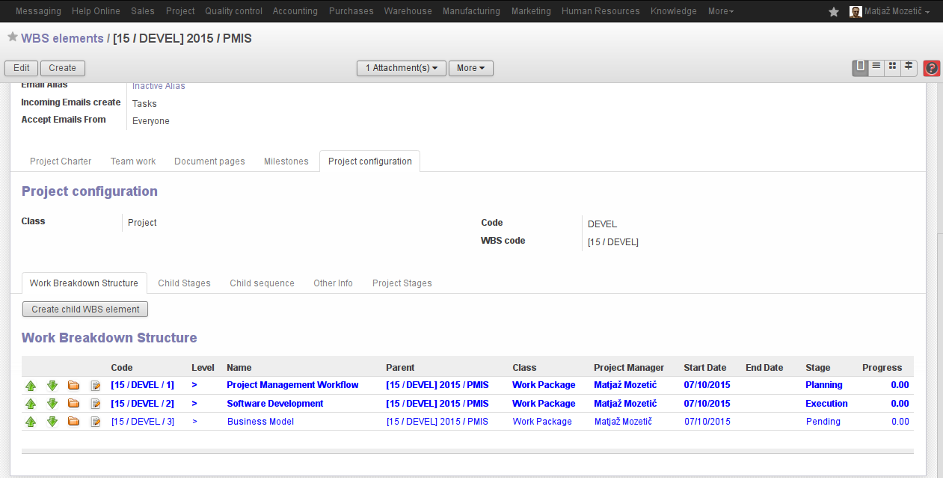 Messaging Help Online Sales Project Quality control Accounting Purchases Warehouse Manufacturing Marketing Human Resources Knowledge More Matjaž Mozetič
WBS elements / [15 / DEVEL] 2015 / PMIS
Edit Create 1 Attachment(s) More ?
Email Alias Inactive Alias
Incoming Emails create Tasks
Accept Emails From Everyone
Project Charter Team work Document pages Milestones Project configuration
Project configuration
Class Project Code DEVEL
WBS code [15 / DEVEL]
Work Breakdown Structure Child Stages Child sequence Other Info Project Stages
Create child WBS element
Work Breakdown Structure
Code Level Name Parent Class Project Manager Start Date End Date Stage Progress
[15 / DEVEL / 1] > Project Management Workflow [15 / DEVEL] 2015 / PMIS Work Package Matjaž Mozetič 07/10/2015 Planning 0.00
[15 / DEVEL / 2] > Software Development [15 / DEVEL] 2015 / PMIS Work Package Matjaž Mozetič 07/10/2015 Execution 0.00
[15 / DEVEL / 3] > Business Model [15 / DEVEL] 2015 / PMIS Work Package Matjaž Mozetič 07/10/2015 Pending 0.00